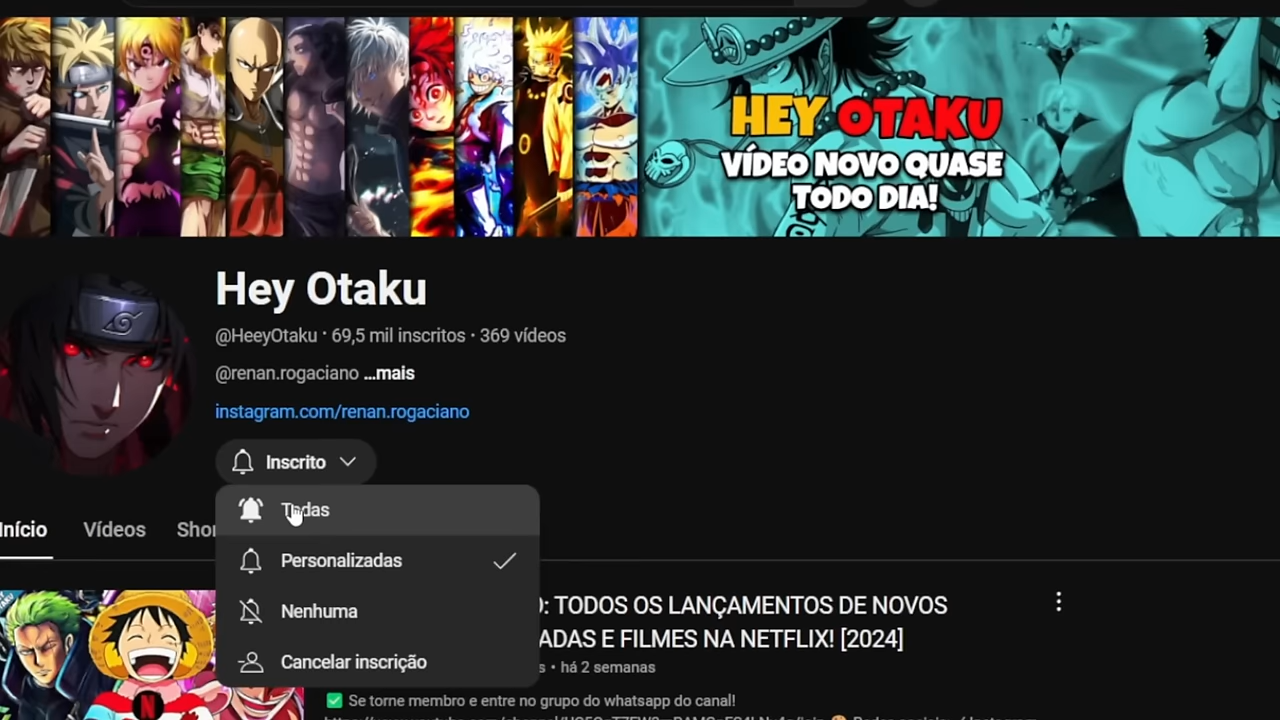 HEY OTAKU
VÍDEO NOVO QUASE
TODO DIA!
Hey Otaku
@HeeyOtaku · 69,5 mil inscritos · 369 vídeos
@renan.rogaciano ...mais
instagram.com/renan.rogaciano
Inscrito
Todas
Início Vídeos Shor
Personalizadas
Nenhuma
Cancelar inscrição
: TODOS OS LANÇAMENTOS DE NOVOS
ADAS E FILMES NA NETFLIX! [2024]
s · há 2 semanas
✅ Se torne membro e entre no grupo do whatsapp do canal!